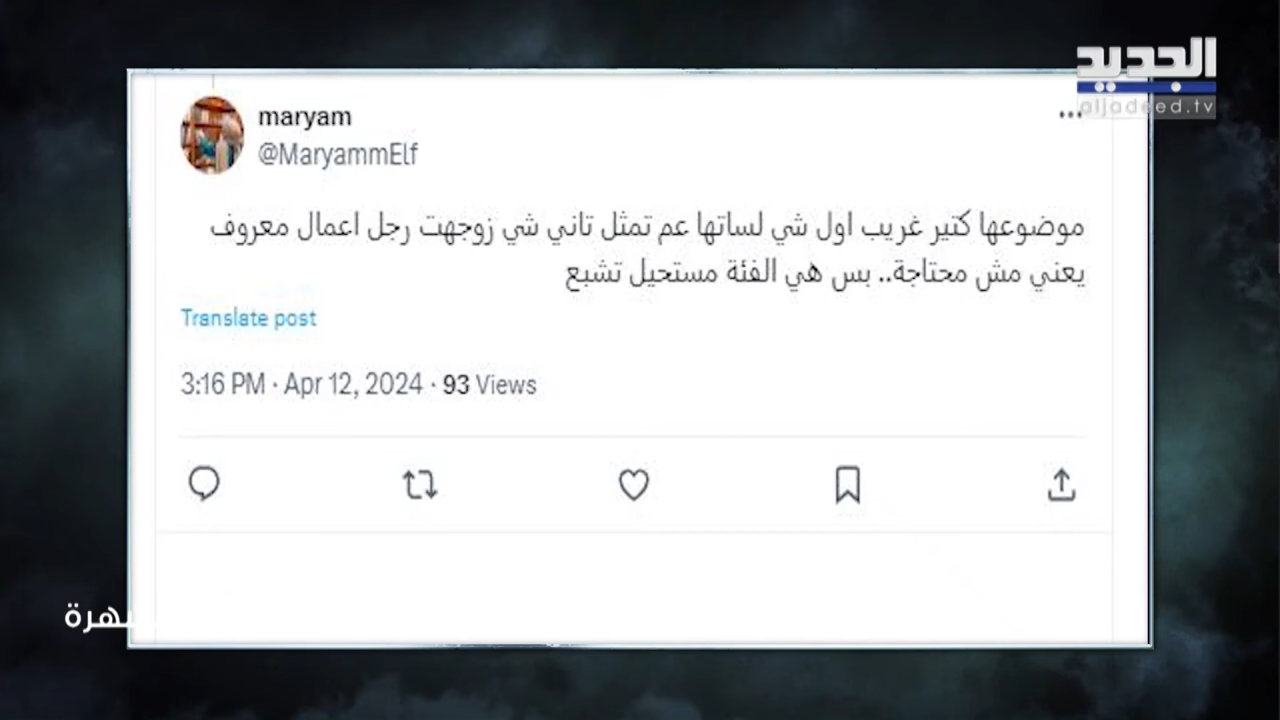 الجديد
aljadeed.tv
maryam
@MaryammElf
موضوعها كتير غريب اول شي لساتها عم تمثل تاني شي زوجهت رجل اعمال معروف
يعني مش محتاجة.. بس هي الفئة مستحيل تشبع
Translate post
3:16 PM · Apr 12, 2024 · 93 Views